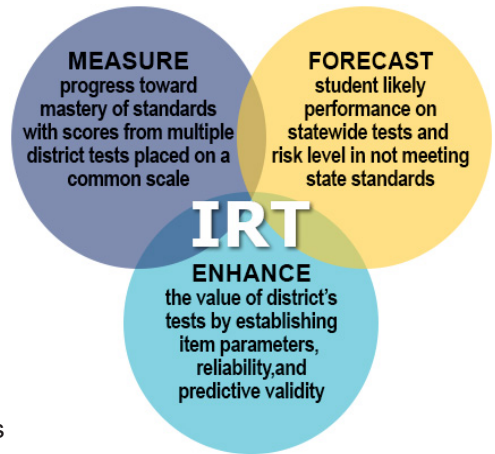 MEASURE
progress toward
mastery of standards
with scores from multiple
district tests placed on a
common scale
FORECAST
student likely
performance on
statewide tests and
risk level in not meeting
state standards
IRT
ENHANCE
the value of district's
tests by establishing
item parameters,
reliability,and
predictive validity
s